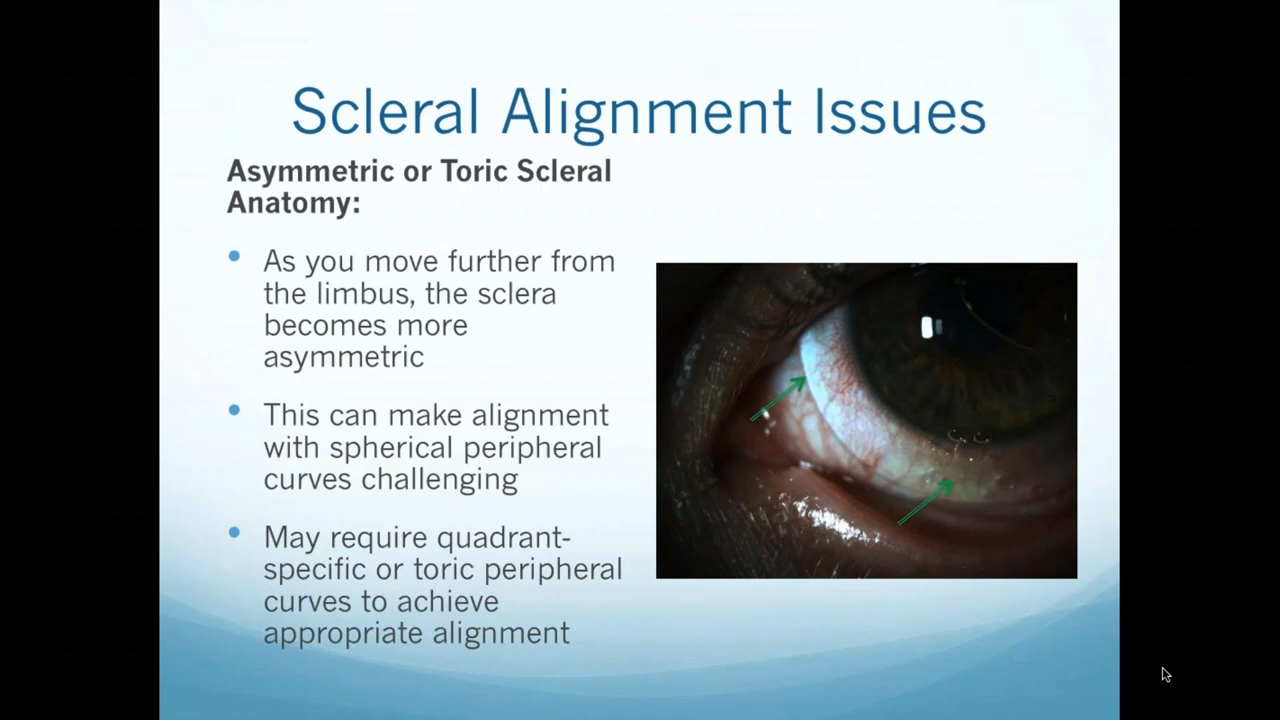 Scleral Alignment Issues
Asymmetric or Toric Scleral
Anatomy:
• As you move further from
the limbus, the sclera
becomes more
asymmetric
• This can make alignment
with spherical peripheral
curves challenging
• May require quadrant-
specific or toric peripheral
curves to achieve
appropriate alignment